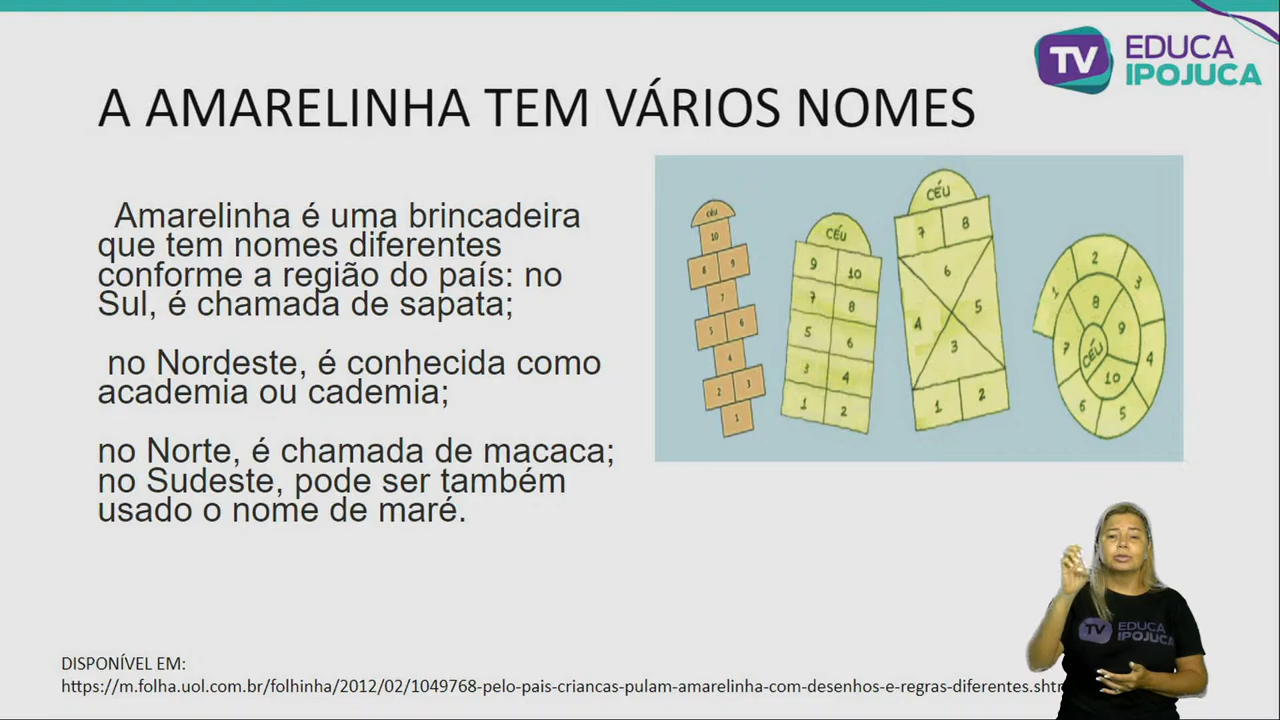 TV EDUCA
IPOJUCA
A AMARELINHA TEM VÁRIOS NOMES
Amarelinha é uma brincadeira
que tem nomes diferentes
conforme a região do país: no
Sul, é chamada de sapata;
no Nordeste, é conhecida como
academia ou cademia;
no Norte, é chamada de macaca;
no Sudeste, pode ser também
usado o nome de maré.
CÉU
10
8 9
7
5 6
4
2 3
1
CÉU
9 10
7 8
5 6
3 4
1 2
CÉU
7 8
6
4 5
3
1 2
1 2 3
8
7 9 4
CÉU
10
6 5
TV EDUCA
IPOJUCA
DISPONÍVEL EM:
https://m.folha.uol.com.br/folhinha/2012/02/1049768-pelo-pais-criancas-pulam-amarelinha-com-desenhos-e-regras-diferentes.sht